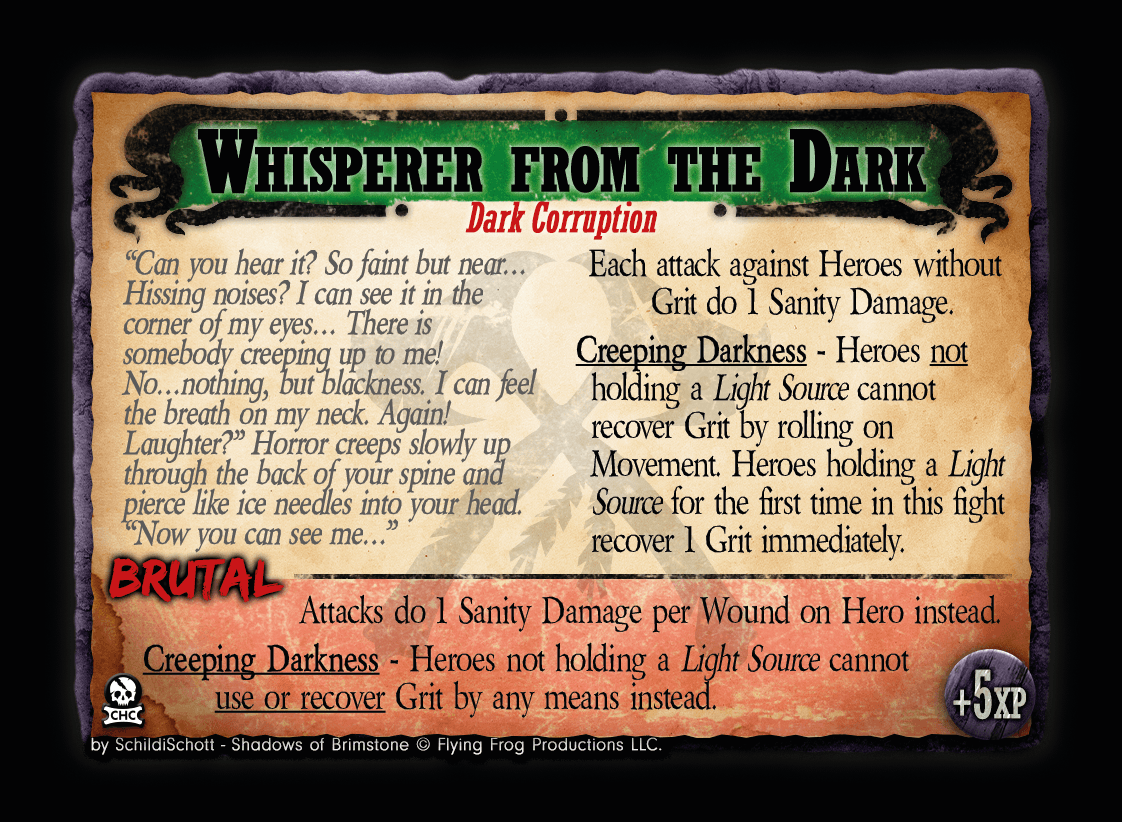 Whisperer from the Dark
Dark Corruption
“Can you hear it? So faint but near…
Hissing noises? I can see it in the
corner of my eyes… There is
somebody creeping up to me!
No…nothing, but blackness. I can feel
the breath on my neck. Again!
Laughter?” Horror creeps slowly up
through the back of your spine and
pierce like ice needles into your head.
“Now you can see me…”
Each attack against Heroes without
Grit do 1 Sanity Damage.
Creeping Darkness - Heroes not
holding a Light Source cannot
recover Grit by rolling on
Movement. Heroes holding a Light
Source for the first time in this fight
recover 1 Grit immediately.
BRUTAL
Attacks do 1 Sanity Damage per Wound on Hero instead.
Creeping Darkness - Heroes not holding a Light Source cannot
use or recover Grit by any means instead.
CHC
+5XP
by SchildiSchott - Shadows of Brimstone © Flying Frog Productions LLC.